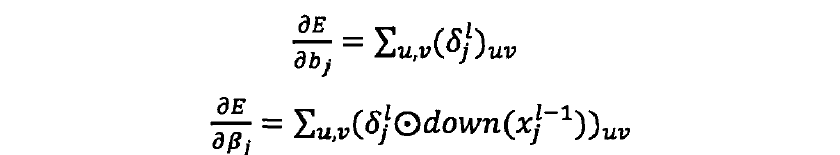 ∂E/∂b_j = ∑_{u,v}(δ_j^l)_{uv}
∂E/∂β_j = ∑_{u,v}(δ_j^l⊙down(x_j^{l−1}))_{uv}